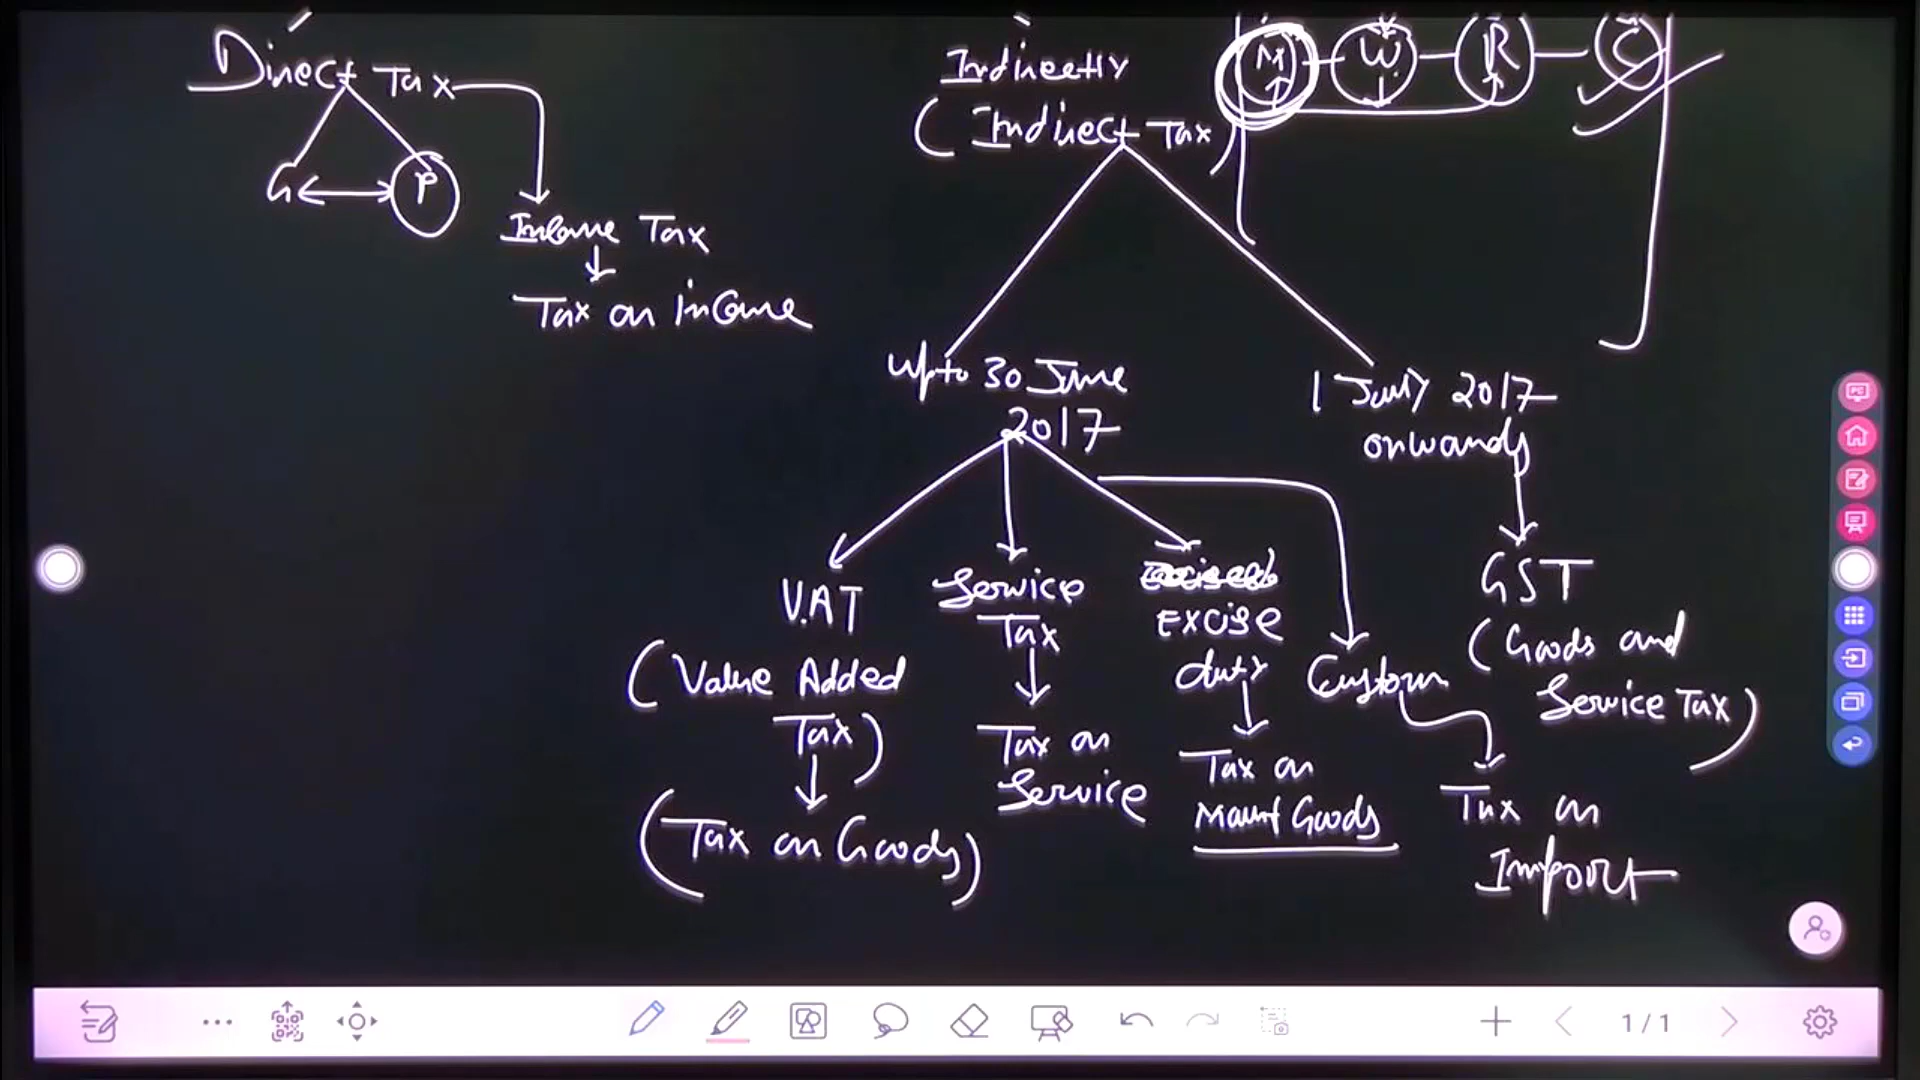 Direct Tax
G
P
Income Tax
Tax on Income
Indirectly
(Indirect Tax)
M
W
R
C
Upto 30 June
2017
1 July 2017
onwards
V.A.T
(Value Added
Tax)
(Tax on Goods)
Service
Tax
Tax on
Service
Excise
duty
Tax on
Manf Goods
Custom
Tax on
Import
GST
(Goods and
Service Tax)
1 / 1